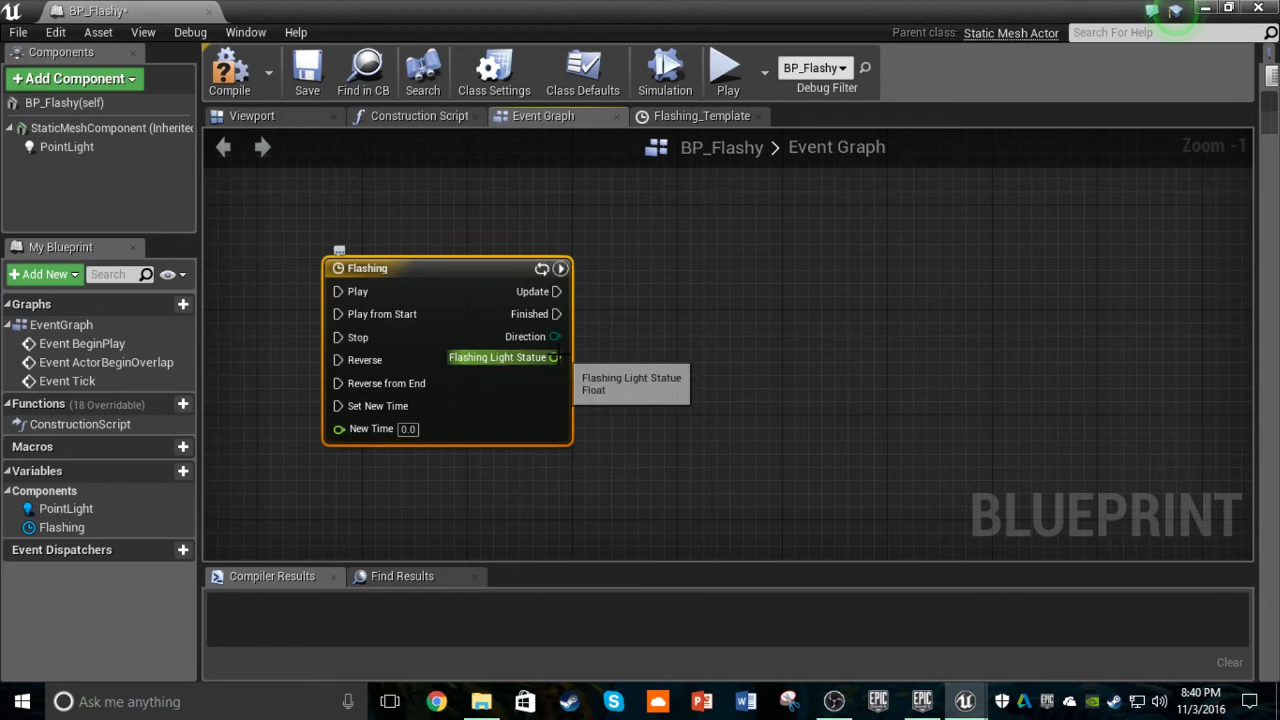 BP_Flashy*
File Edit Asset View Debug Window Help
Parent class: Static Mesh Actor Search For Help
Components
Add Component
BP_Flashy(self)
StaticMeshComponent (Inherited
PointLight
Compile Save Find in CB Search Class Settings Class Defaults Simulation Play
BP_Flashy
Debug Filter
Viewport Construction Script Event Graph Flashing_Template
BP_Flashy > Event Graph
Zoom -1
My Blueprint
Add New Search
Graphs
EventGraph
Event BeginPlay
Event ActorBeginOverlap
Event Tick
Functions (18 Overridable)
ConstructionScript
Macros
Variables
Components
PointLight
Flashing
Event Dispatchers
Flashing
Play Update
Play from Start Finished
Stop Direction
Reverse Flashing Light Statue
Reverse from End
Set New Time
New Time 0.0
Flashing Light Statue
Float
BLUEPRINT
Compiler Results Find Results
Clear
Ask me anything
8:40 PM
11/3/2016